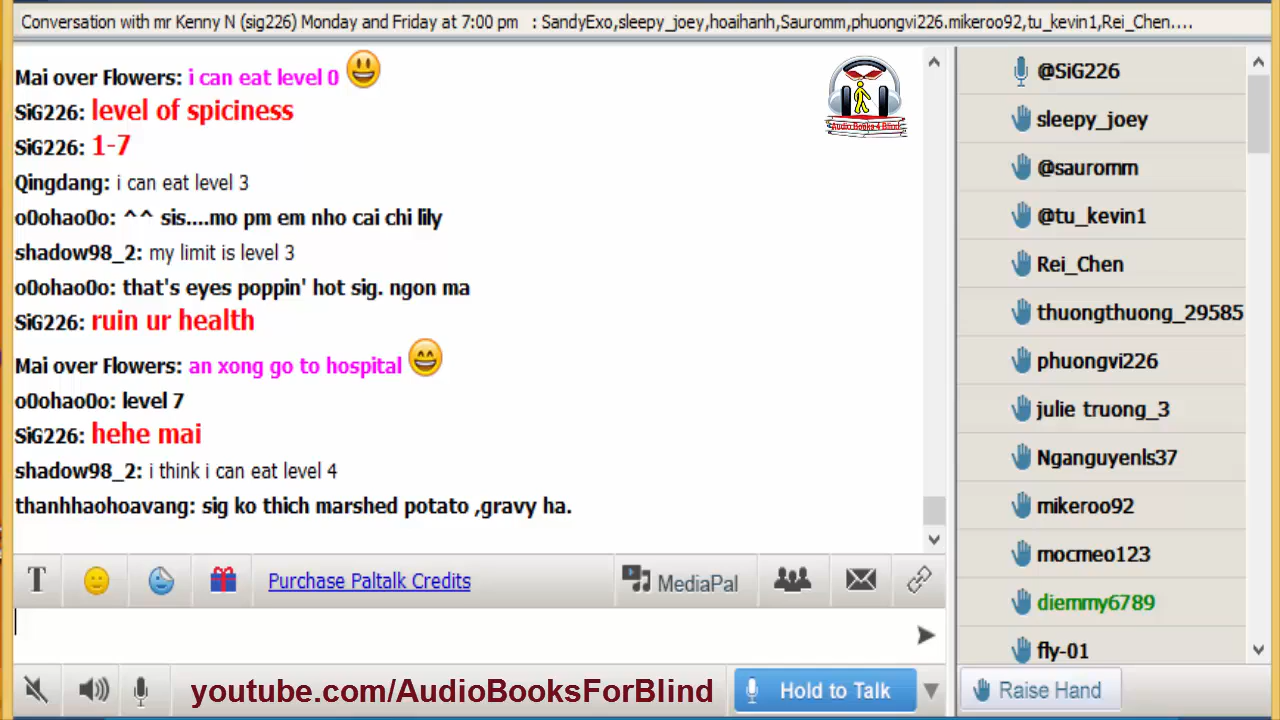 Conversation with mr Kenny N (sig226) Monday and Friday at 7:00 pm : SandyExo,sleepy_joey,hoaihanh,Sauromm,phuongvi226.mikeroo92,tu_kevin1,Rei_Chen....
Mai over Flowers: i can eat level 0
SiG226: level of spiciness
SiG226: 1-7
Qingdang: i can eat level 3
o0ohao0o: ^^ sis....mo pm em nho cai chi lily
shadow98_2: my limit is level 3
o0ohao0o: that's eyes poppin' hot sig. ngon ma
SiG226: ruin ur health
Mai over Flowers: an xong go to hospital
o0ohao0o: level 7
SiG226: hehe mai
shadow98_2: i think i can eat level 4
thanhhaohoavang: sig ko thich marshed potato ,gravy ha.
Audio Books 4 Blind
@SiG226
sleepy_joey
@sauromm
@tu_kevin1
Rei_Chen
thuongthuong_29585
phuongvi226
julie truong_3
Nganguyenls37
mikeroo92
mocmeo123
diemmy6789
fly-01
T
Purchase Paltalk Credits
MediaPal
youtube.com/AudioBooksForBlind
Hold to Talk
Raise Hand